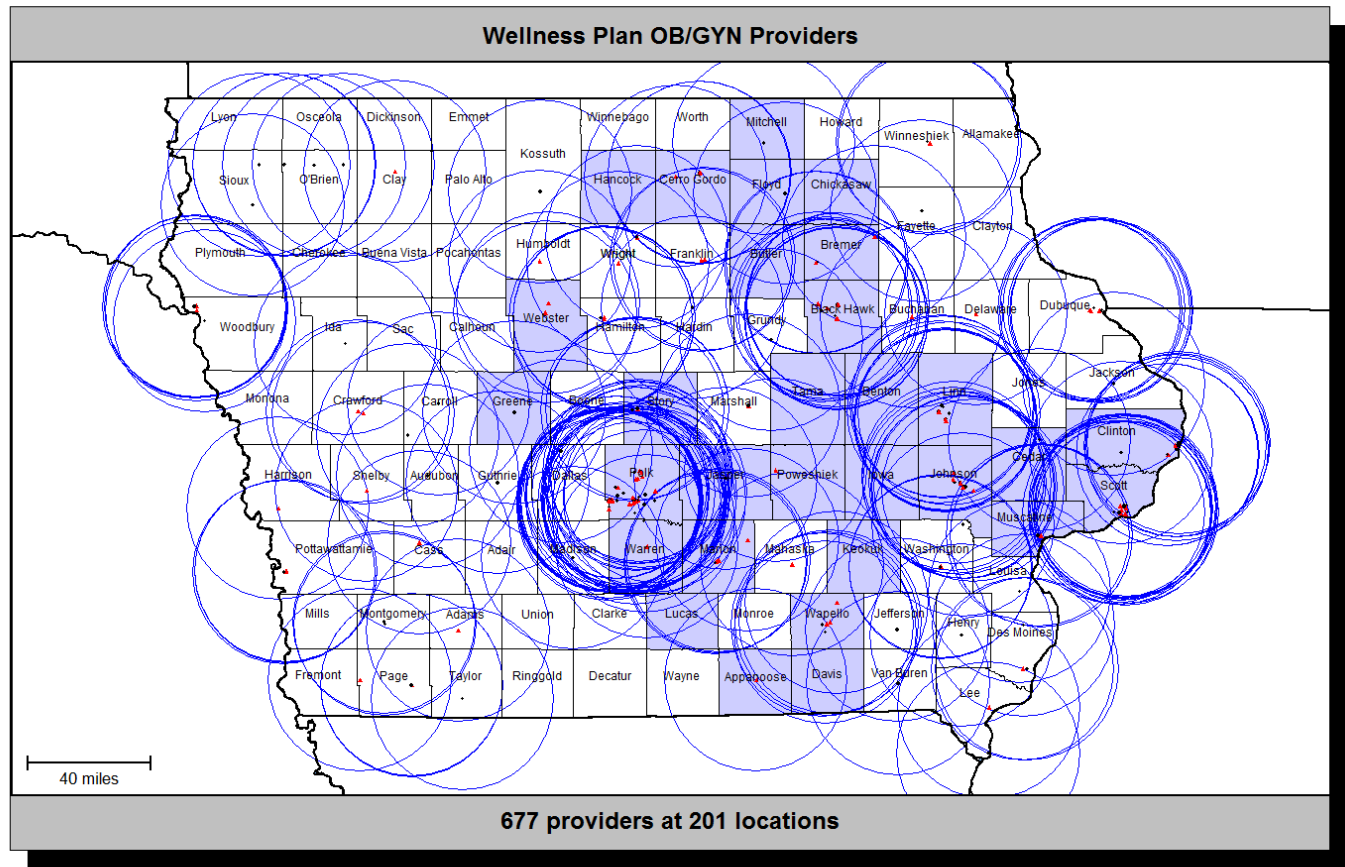 Wellness Plan OB/GYN Providers
Lyon Osceola Dickinson Emmet Winnebago Worth Mitchell Howard Winneshiek Allamakee
Kossuth
Sioux O'Brien Clay Palo Alto Hancock Cerro Gordo Floyd Chickasaw
Fayette Clayton
Plymouth Cherokee Buena Vista Pocahontas Humboldt Wright Franklin Butler Bremer
Woodbury Ida Sac Calhoun Webster Hamilton Hardin Grundy Black Hawk Buchanan Delaware Dubuque
Monona Crawford Carroll Greene Boone Story Marshall Tama Benton Linn Jones Jackson
Clinton
Harrison Shelby Audubon Guthrie Dallas Polk Jasper Poweshiek Iowa Johnson Cedar
Scott
Muscatine
Pottawattamie Cass Adair Madison Warren Marion Mahaska Keokuk Washington
Louisa
Mills Montgomery Adams Union Clarke Lucas Monroe Wapello Jefferson Henry Des Moines
Fremont Page Taylor Ringgold Decatur Wayne Appanoose Davis Van Buren
Lee
40 miles
677 providers at 201 locations